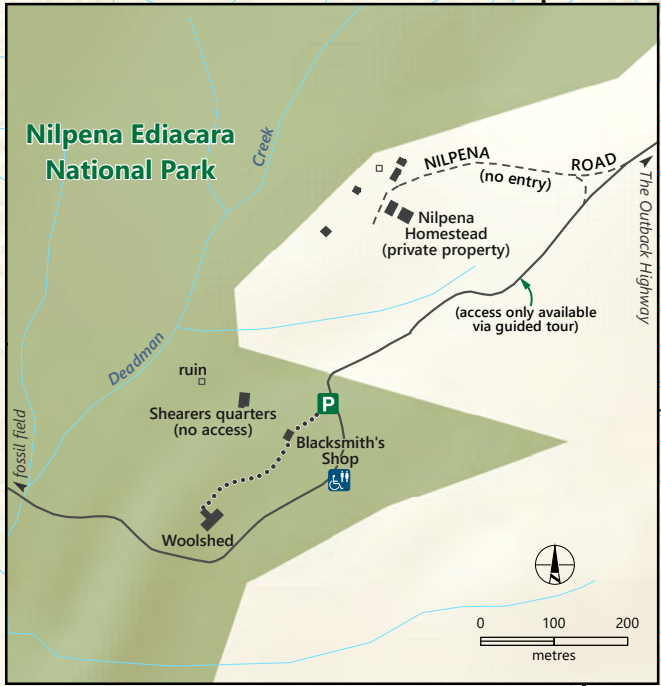 Nilpena Ediacara
National Park
Creek
NILPENA
ROAD
(no entry)
Nilpena
Homestead
(private property)
The Outback Highway
(access only available
via guided tour)
Deadman
ruin
Shearers quarters
(no access)
P
Blacksmith's
Shop
fossil field
Woolshed
0
100
200
metres